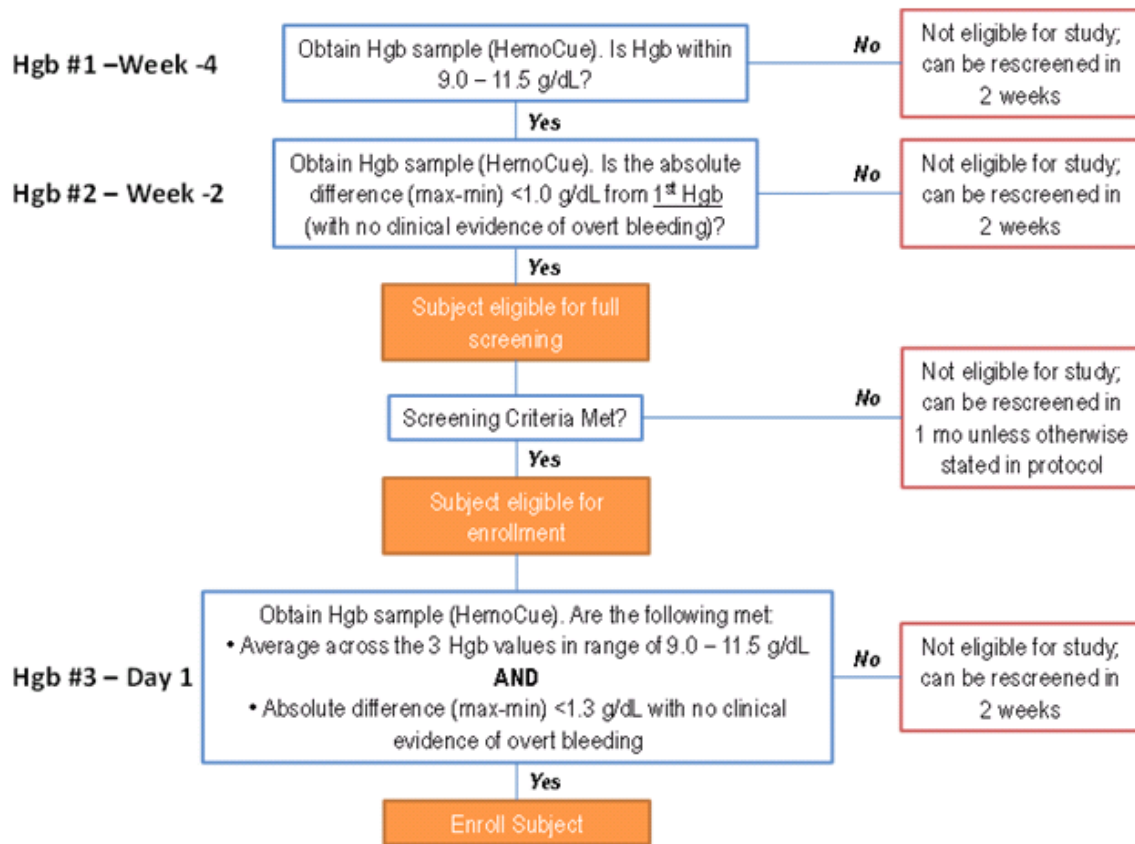 Hgb #1 –Week -4
Obtain Hgb sample (HemoCue). Is Hgb within
9.0 – 11.5 g/dL?
No
Not eligible for study;
can be rescreened in
2 weeks
Yes
Hgb #2 – Week -2
Obtain Hgb sample (HemoCue). Is the absolute
difference (max-min) <1.0 g/dL from 1st Hgb
(with no clinical evidence of overt bleeding)?
No
Not eligible for study;
can be rescreened in
2 weeks
Yes
Subject eligible for full
screening
Screening Criteria Met?
No
Not eligible for study;
can be rescreened in
1 mo unless otherwise
stated in protocol
Yes
Subject eligible for
enrollment
Hgb #3 – Day 1
Obtain Hgb sample (HemoCue). Are the following met:
• Average across the 3 Hgb values in range of 9.0 – 11.5 g/dL
AND
• Absolute difference (max-min) <1.3 g/dL with no clinical
evidence of overt bleeding
No
Not eligible for study;
can be rescreened in
2 weeks
Yes
Enroll Subject